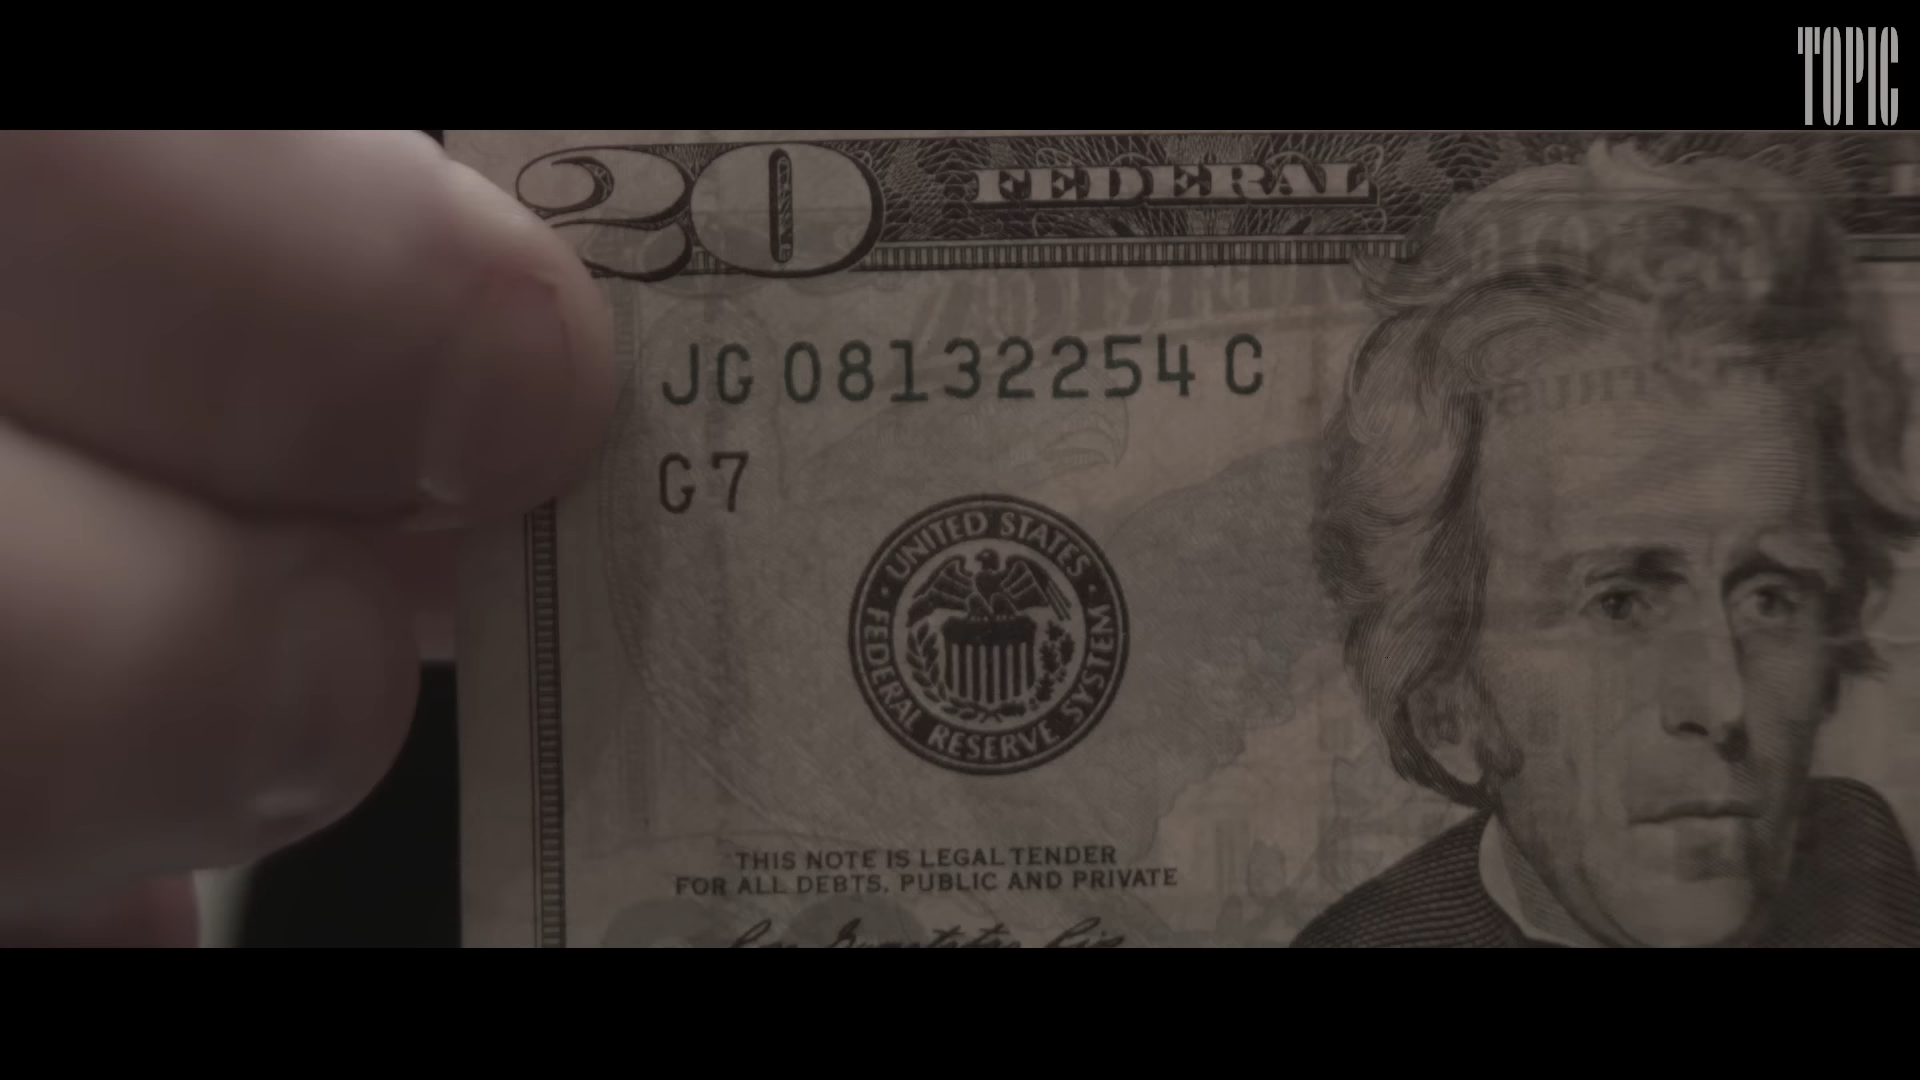 TOPIC
20 FEDERAL
JG 08132254 C
G7
UNITED STATES
FEDERAL RESERVE SYSTEM
THIS NOTE IS LEGAL TENDER
FOR ALL DEBTS, PUBLIC AND PRIVATE